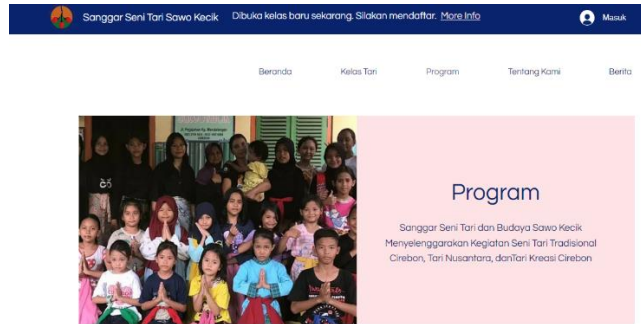 Sanggar Seni Tari Sawo Kecik
Dibuka kelas baru sekarang. Silakan mendaftar. More Info
Masuk
Beranda
Kelas Tari
Program
Tentang Kami
Berita
Program
Sanggar Seni Tari dan Budaya Sawo Kecik
Menyelenggarakan Kegiatan Seni Tari Tradisional
Cirebon, Tari Nusantara, danTari Kreasi Cirebon